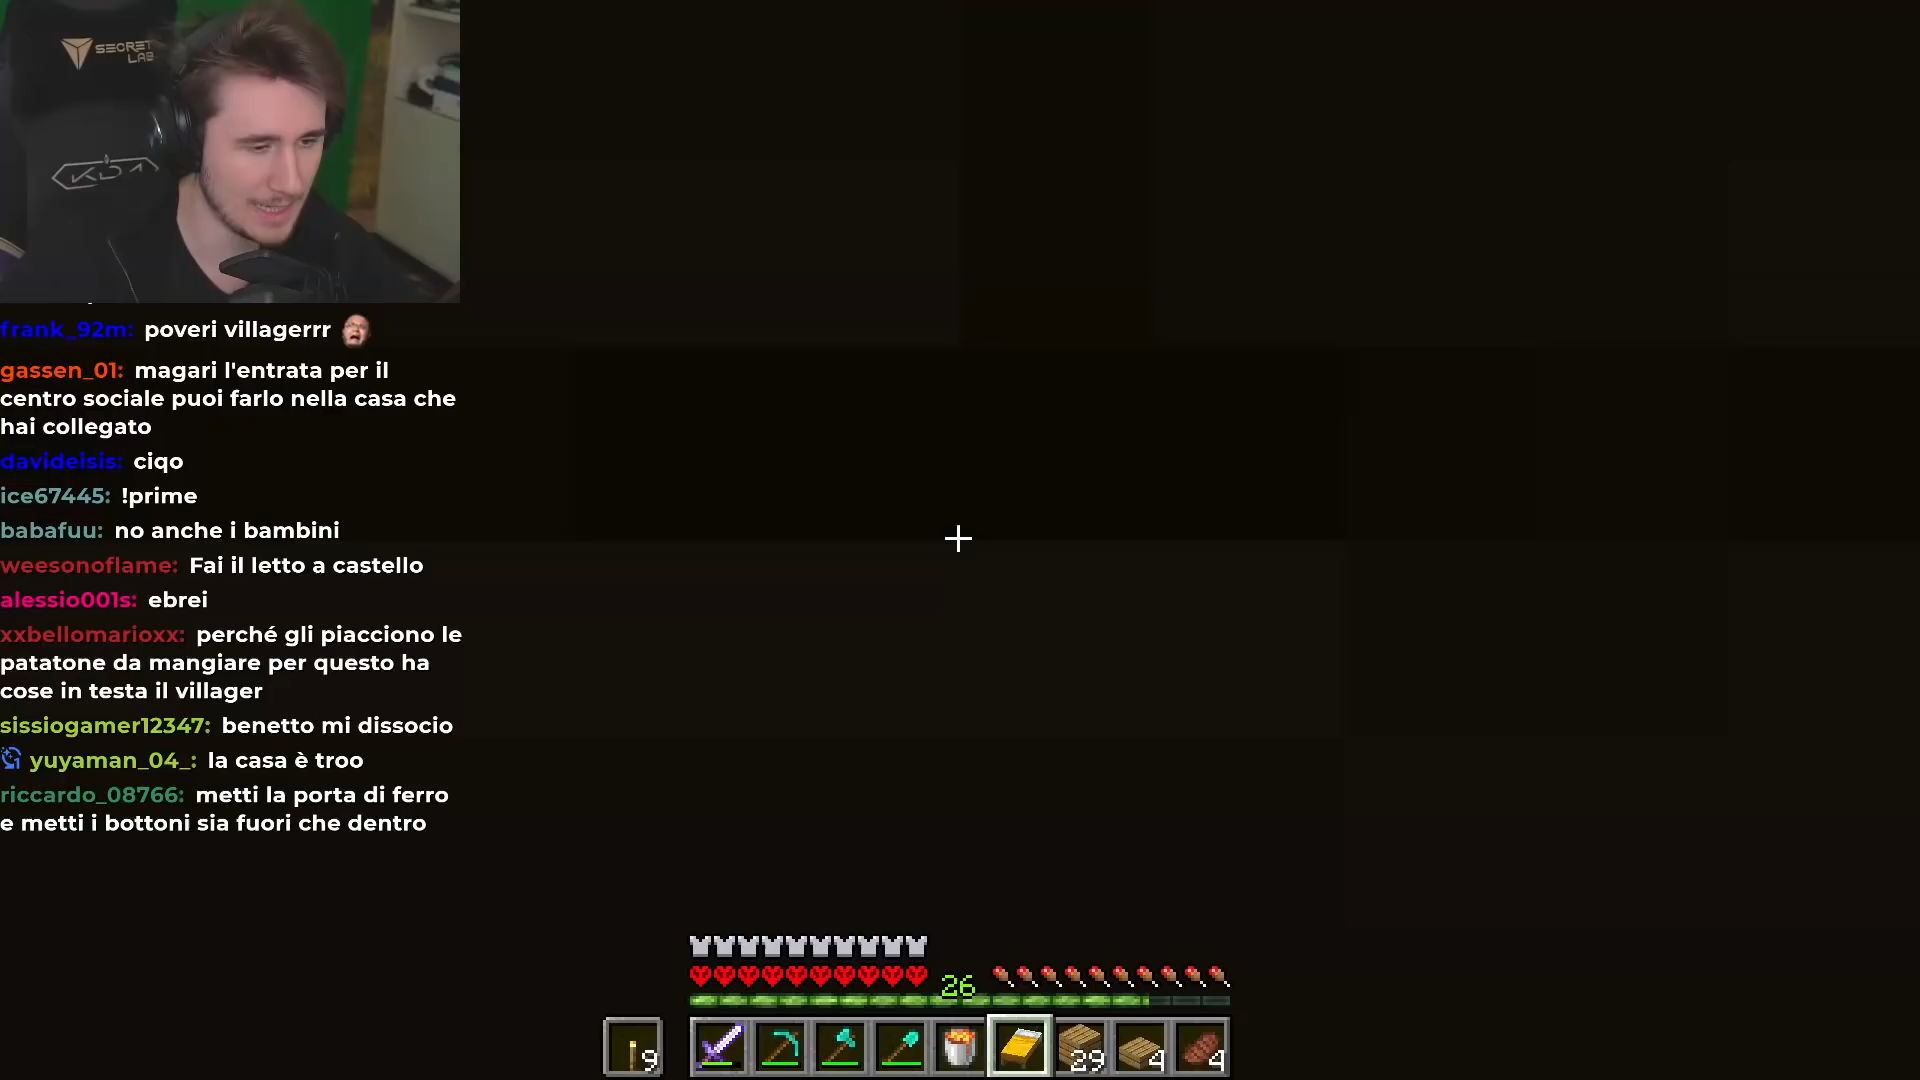 SECRET
LAB
KDA
frank_92m: poveri villagerrr
gassen_01: magari l'entrata per il
centro sociale puoi farlo nella casa che
hai collegato
davideisis: ciqo
ice67445: !prime
babafuu: no anche i bambini
weesonoflame: Fai il letto a castello
alessio001s: ebrei
xxbellomarioxx: perché gli piacciono le
patatone da mangiare per questo ha
cose in testa il villager
sissiogamer12347: benetto mi dissocio
yuyaman_04_: la casa è troo
riccardo_08766: metti la porta di ferro
e metti i bottoni sia fuori che dentro
26
9 29 4 4